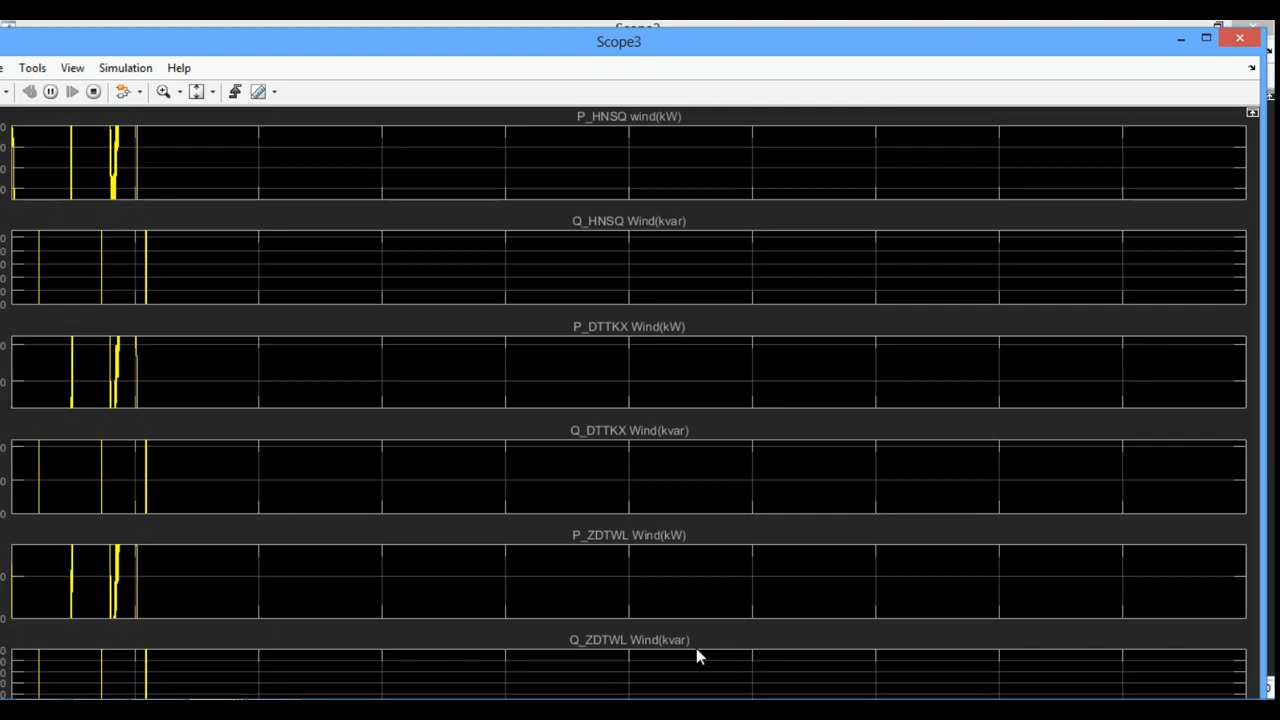 Scope3
Tools View Simulation Help
P_HNSQ wind(kW)
Q_HNSQ Wind(kvar)
P_DTTKX Wind(kW)
Q_DTTKX Wind(kvar)
P_ZDTWL Wind(kW)
Q_ZDTWL Wind(kvar)